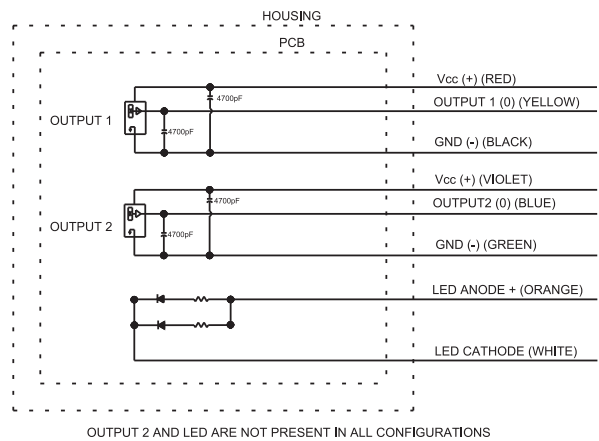 HOUSING
PCB
Vcc (+) (RED)
4700pF
OUTPUT 1 (0) (YELLOW)
OUTPUT 1
4700pF
GND (-) (BLACK)
Vcc (+) (VIOLET)
4700pF
OUTPUT2 (0) (BLUE)
OUTPUT 2
4700pF
GND (-) (GREEN)
LED ANODE + (ORANGE)
LED CATHODE (WHITE)
OUTPUT 2 AND LED ARE NOT PRESENT IN ALL CONFIGURATIONS